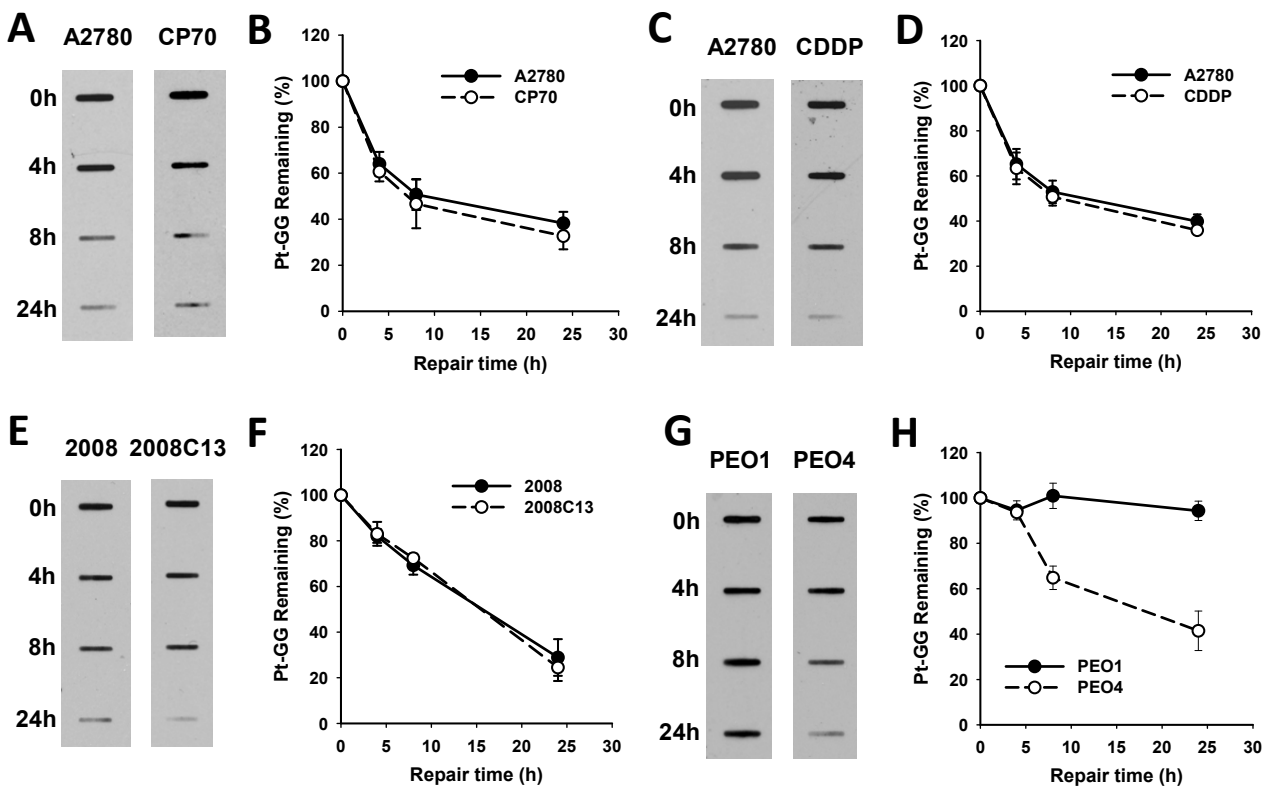 A
A2780 CP70
0h
4h
8h
24h
B
120
100
80
60
40
20
0
Pt-GG Remaining (%)
A2780
CP70
0 5 10 15 20 25 30
Repair time (h)
C
A2780 CDDP
0h
4h
8h
24h
D
120
100
80
60
40
20
0
Pt-GG Remaining (%)
A2780
CDDP
0 5 10 15 20 25 30
Repair time (h)
E
2008 2008C13
0h
4h
8h
24h
F
120
100
80
60
40
20
0
Pt-GG Remaining (%)
2008
2008C13
0 5 10 15 20 25 30
Repair time (h)
G
PEO1 PEO4
0h
4h
8h
24h
H
120
100
80
60
40
20
0
Pt-GG Remaining (%)
PEO1
PEO4
0 5 10 15 20 25 30
Repair time (h)